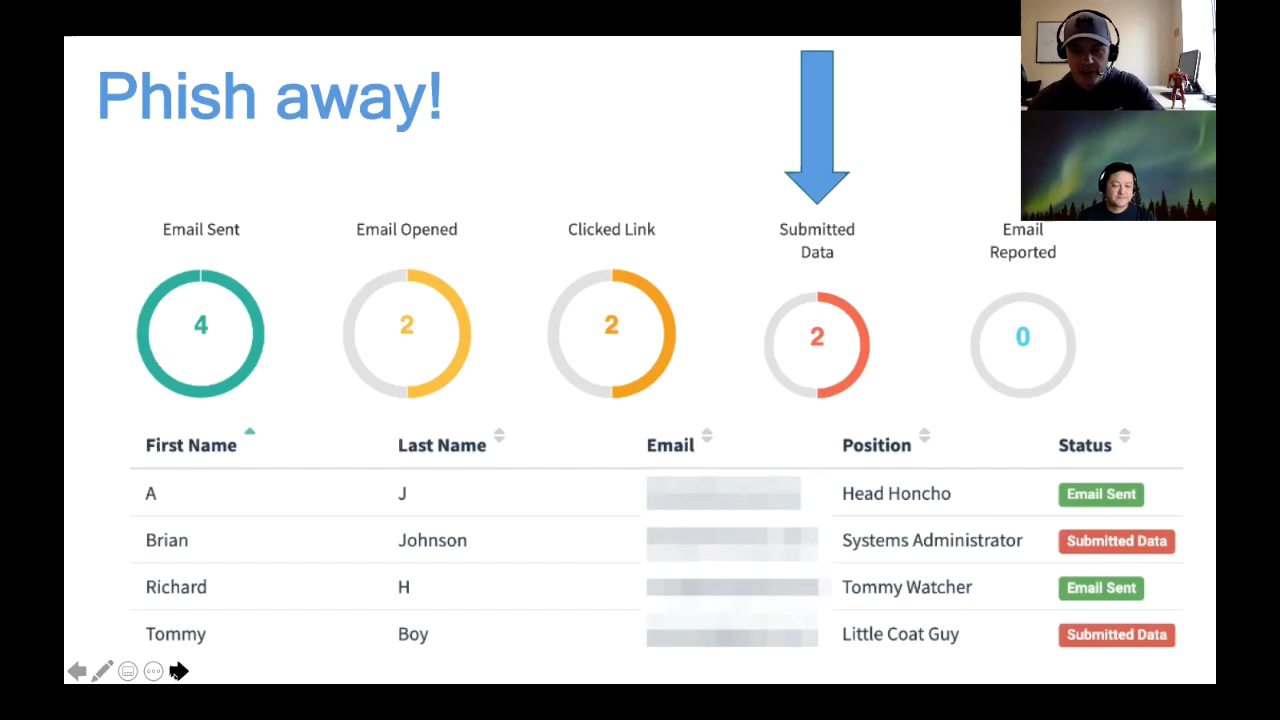 Phish away!
Email Sent
Email Opened
Clicked Link
Submitted
Data
Email
Reported
4
2
2
2
0
First Name Last Name Email Position Status
A J Head Honcho Email Sent
Brian Johnson Systems Administrator Submitted Data
Richard H Tommy Watcher Email Sent
Tommy Boy Little Coat Guy Submitted Data